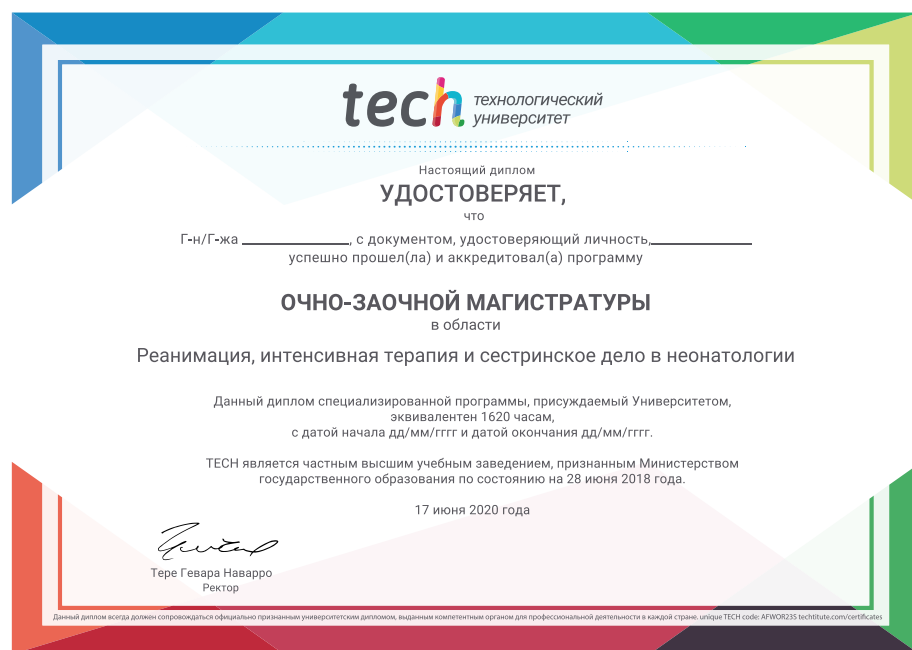 tech технологический
университет
Настоящий диплом
УДОСТОВЕРЯЕТ,
что
Г-н/Г-жа ______________, с документом, удостоверяющий личность,______________
успешно прошел(ла) и аккредитовал(а) программу
ОЧНО-ЗАОЧНОЙ МАГИСТРАТУРЫ
в области
Реанимация, интенсивная терапия и сестринское дело в неонатологии
Данный диплом специализированной программы, присуждаемый Университетом,
эквивалентен 1620 часам,
с датой начала дд/мм/гггг и датой окончания дд/мм/гггг.
TECH является частным высшим учебным заведением, признанным Министерством
государственного образования по состоянию на 28 июня 2018 года.
17 июня 2020 года
Тере Гевара Наварро
Ректор
Данный диплом всегда должен сопровождаться официально признанным университетским дипломом, выданным компетентным органом для профессиональной деятельности в каждой стране. unique TECH code: AFWOR235 techtitute.com/certificates